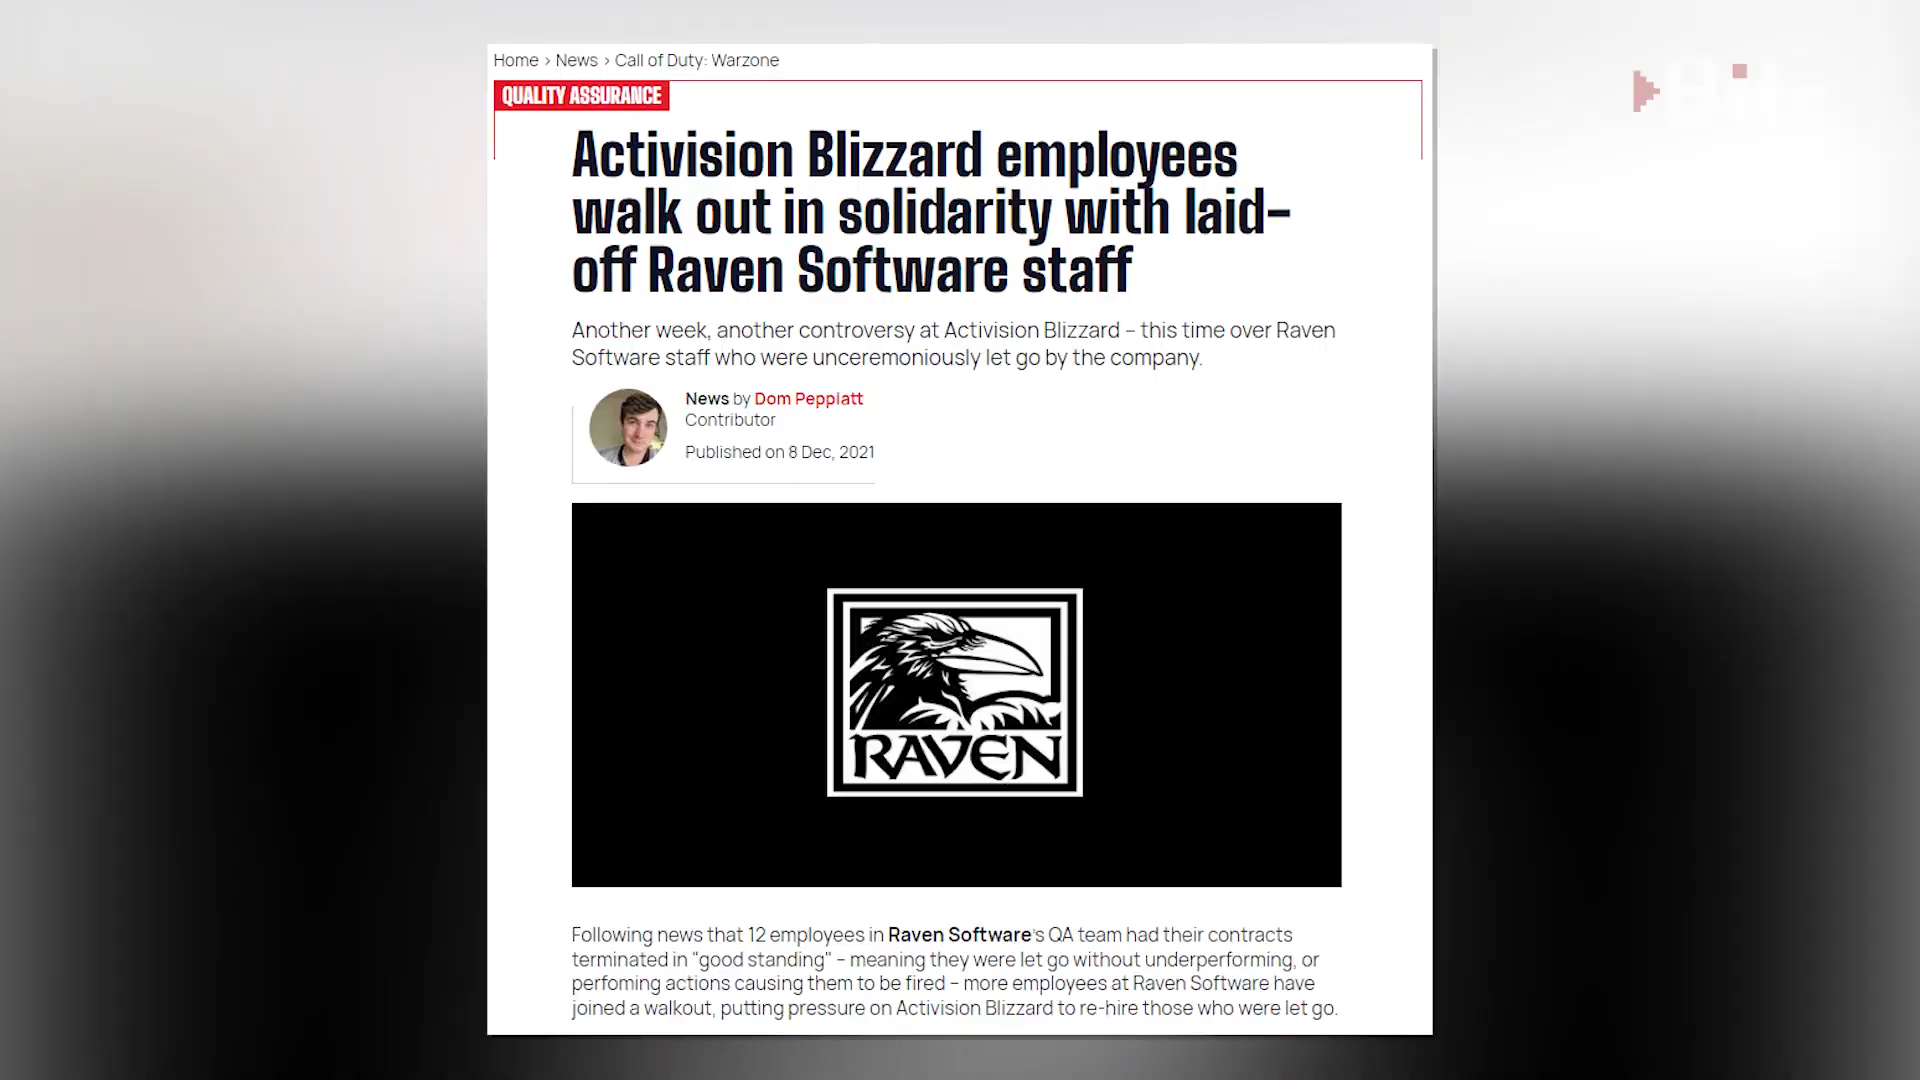 Home › News › Call of Duty: Warzone
QUALITY ASSURANCE
Activision Blizzard employees
walk out in solidarity with laid-
off Raven Software staff
Another week, another controversy at Activision Blizzard – this time over Raven
Software staff who were unceremoniously let go by the company.
News by Dom Peppiatt
Contributor
Published on 8 Dec, 2021
RAVEN
Following news that 12 employees in Raven Software's QA team had their contracts
terminated in "good standing" – meaning they were let go without underperforming, or
perfoming actions causing them to be fired – more employees at Raven Software have
joined a walkout, putting pressure on Activision Blizzard to re-hire those who were let go.